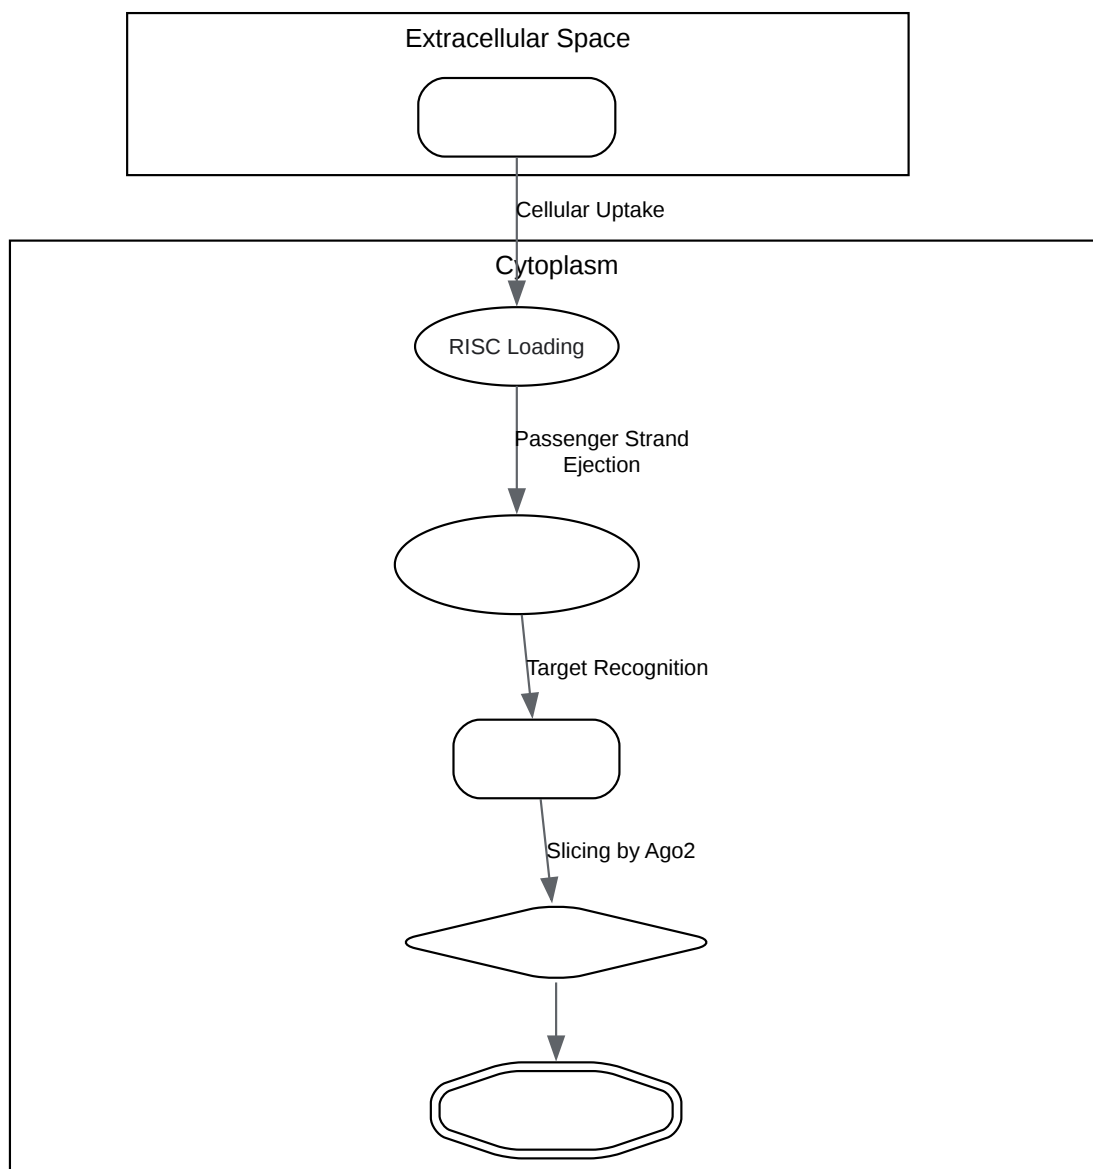 Extracellular Space
Cellular Uptake
Cytoplasm
RISC Loading
Passenger Strand
Ejection
Target Recognition
Slicing by Ago2